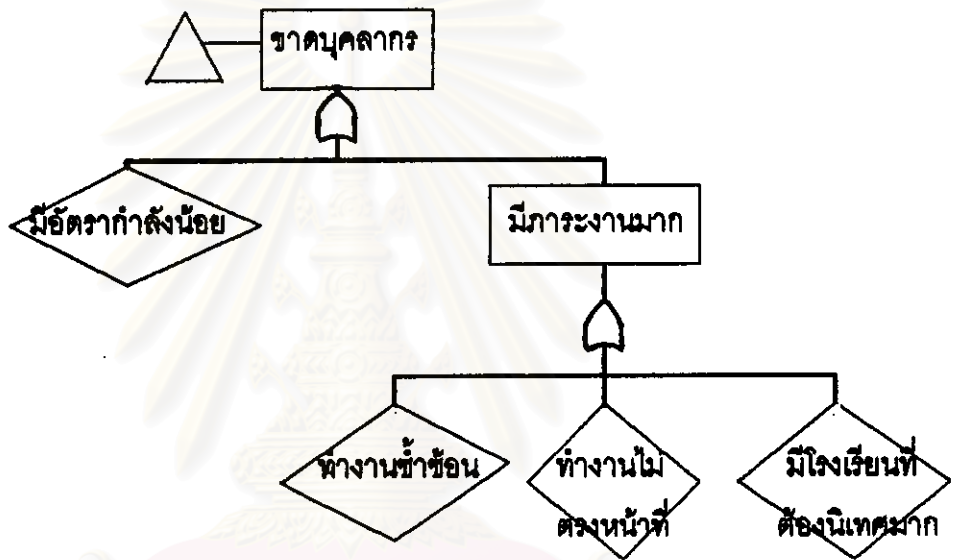 ขาดบุคลากร
มีอัตรากำลังน้อย
มีภาระงานมาก
ทำงานซ้ำซ้อน
ทำงานไม่
ตรงหน้าที่
มีโรงเรียนที่
ต้องนิเทศมาก